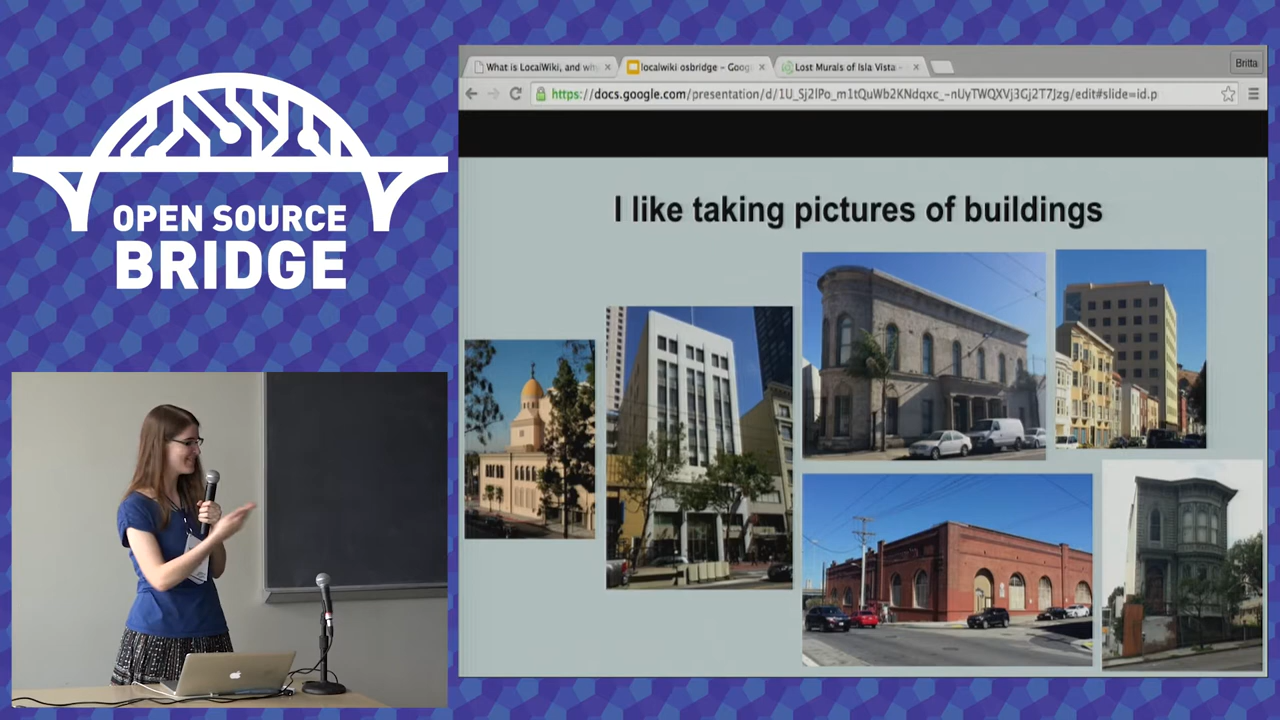 OPEN SOURCE
BRIDGE
What is LocalWiki, and wh
localwiki osbridge – Goog
Lost Murals of Isla Vista –
Britta
https://docs.google.com/presentation/d/1U_Sj2IPo_m1tQuWb2KNdqxc_-nUyTWQXVj3Gj2T7Jzg/edit#slide=id.p
I like taking pictures of buildings